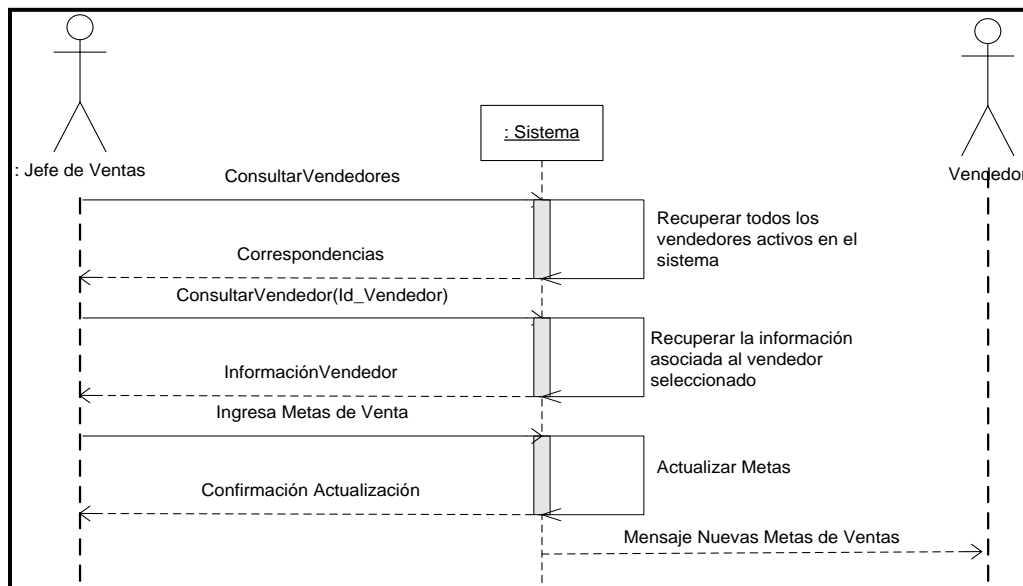 : Sistema
: Jefe de Ventas
Vendedor
ConsultarVendedores
Recuperar todos los
vendedores activos en el
sistema
Correspondencias
ConsultarVendedor(Id_Vendedor)
Recuperar la información
asociada al vendedor
seleccionado
InformaciónVendedor
Ingresa Metas de Venta
Actualizar Metas
Confirmación Actualización
Mensaje Nuevas Metas de Ventas